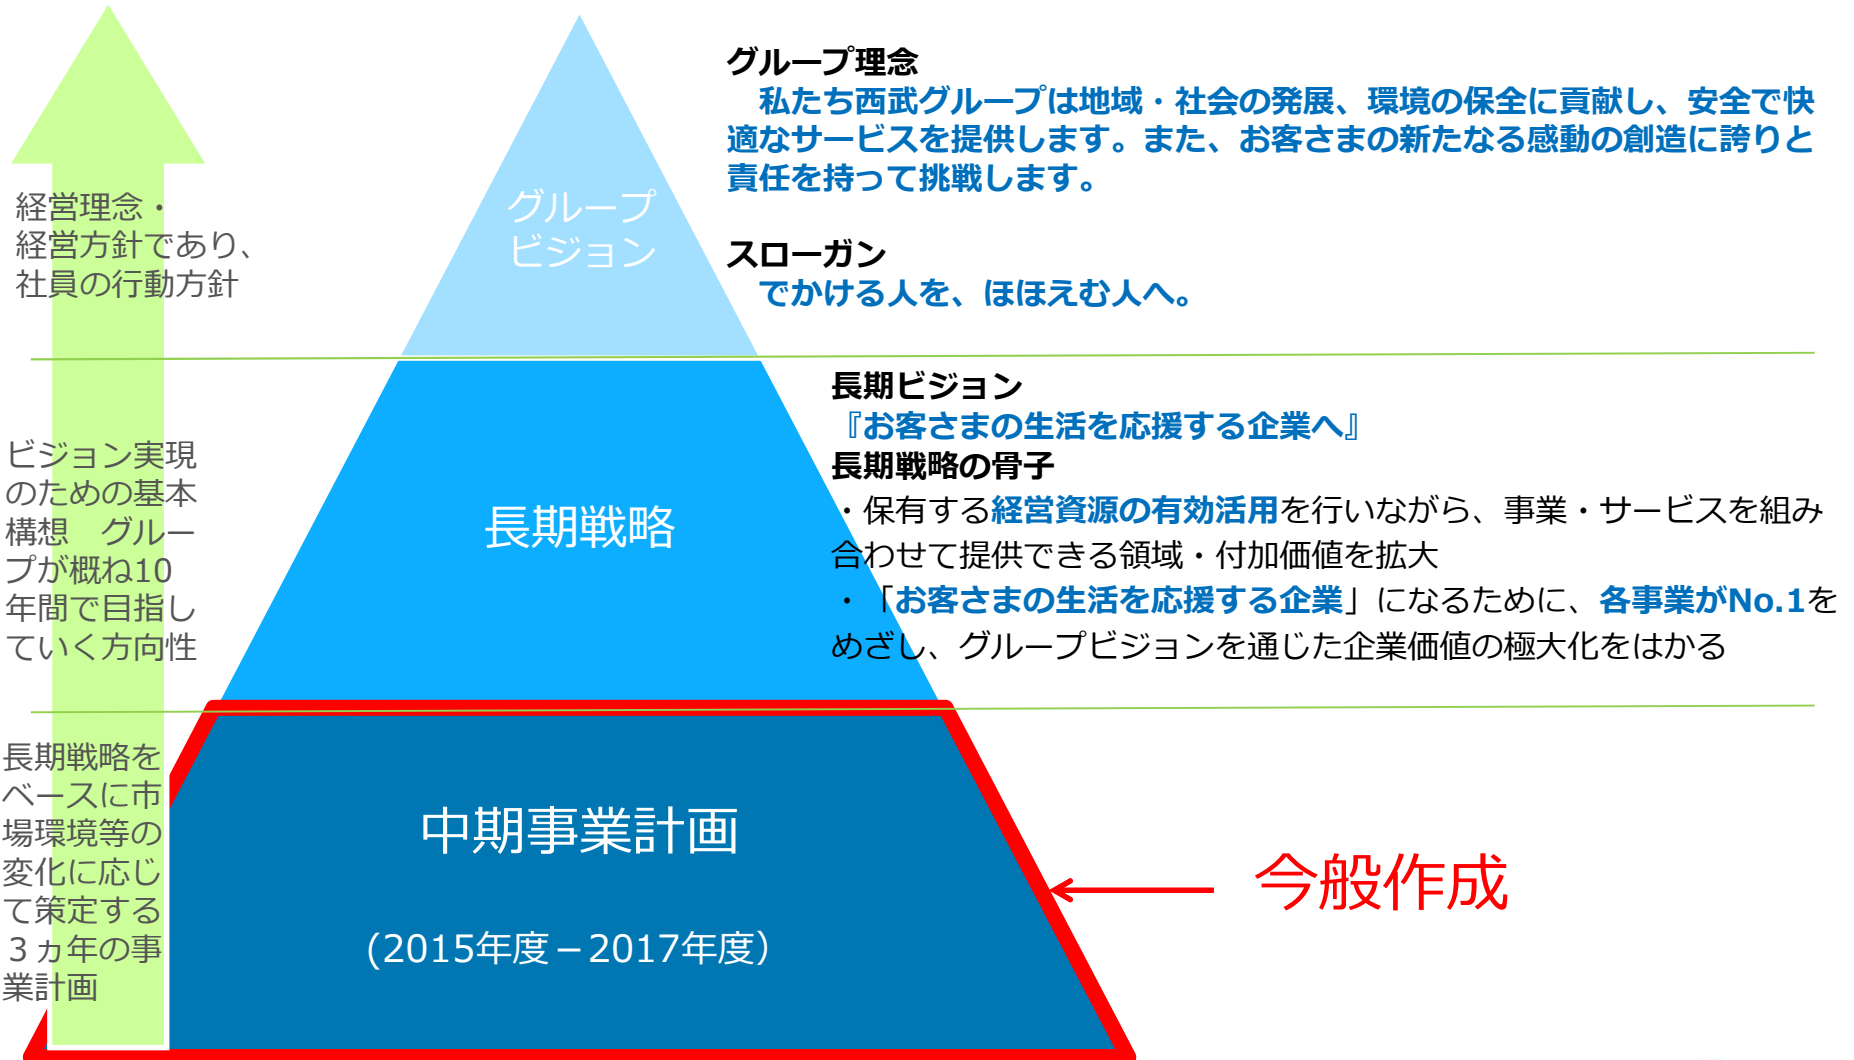 グループ理念
　私たち西武グループは地域・社会の発展、環境の保全に貢献し、安全で快
適なサービスを提供します。また、お客さまの新たなる感動の創造に誇りと
責任を持って挑戦します。
スローガン
　でかける人を、ほほえむ人へ。
グループ
ビジョン
経営理念・
経営方針であり、
社員の行動方針
長期ビジョン
『お客さまの生活を応援する企業へ』
長期戦略の骨子
・保有する経営資源の有効活用を行いながら、事業・サービスを組み
合わせて提供できる領域・付加価値を拡大
・「お客さまの生活を応援する企業」になるために、各事業がNo.1を
めざし、グループビジョンを通じた企業価値の極大化をはかる
長期戦略
ビジョン実現
のための基本
構想　グルー
プが概ね10
年間で目指し
ていく方向性
長期戦略を
ベースに市
場環境等の
変化に応じ
て策定する
３ヵ年の事
業計画
中期事業計画
(2015年度－2017年度）
今般作成